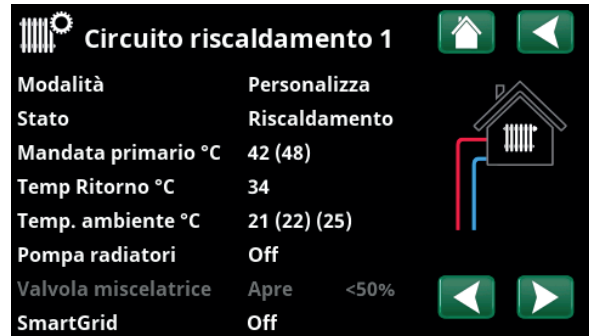 Circuito riscaldamento 1
Modalità Personalizza
Stato Riscaldamento
Mandata primario °C 42 (48)
Temp Ritorno °C 34
Temp. ambiente °C 21 (22) (25)
Pompa radiatori Off
Valvola miscelatrice Apre <50%
SmartGrid Off